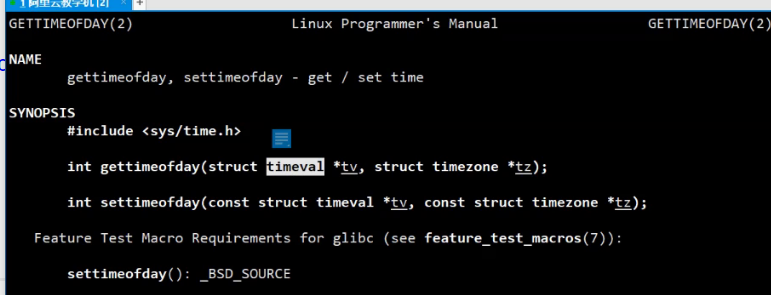 1 阿里云教学机 [2] × +
GETTIMEOFDAY(2) Linux Programmer's Manual GETTIMEOFDAY(2)
NAME
gettimeofday, settimeofday - get / set time
SYNOPSIS
#include <sys/time.h>
int gettimeofday(struct timeval *tv, struct timezone *tz);
int settimeofday(const struct timeval *tv, const struct timezone *tz);
Feature Test Macro Requirements for glibc (see feature_test_macros(7)):
settimeofday(): _BSD_SOURCE